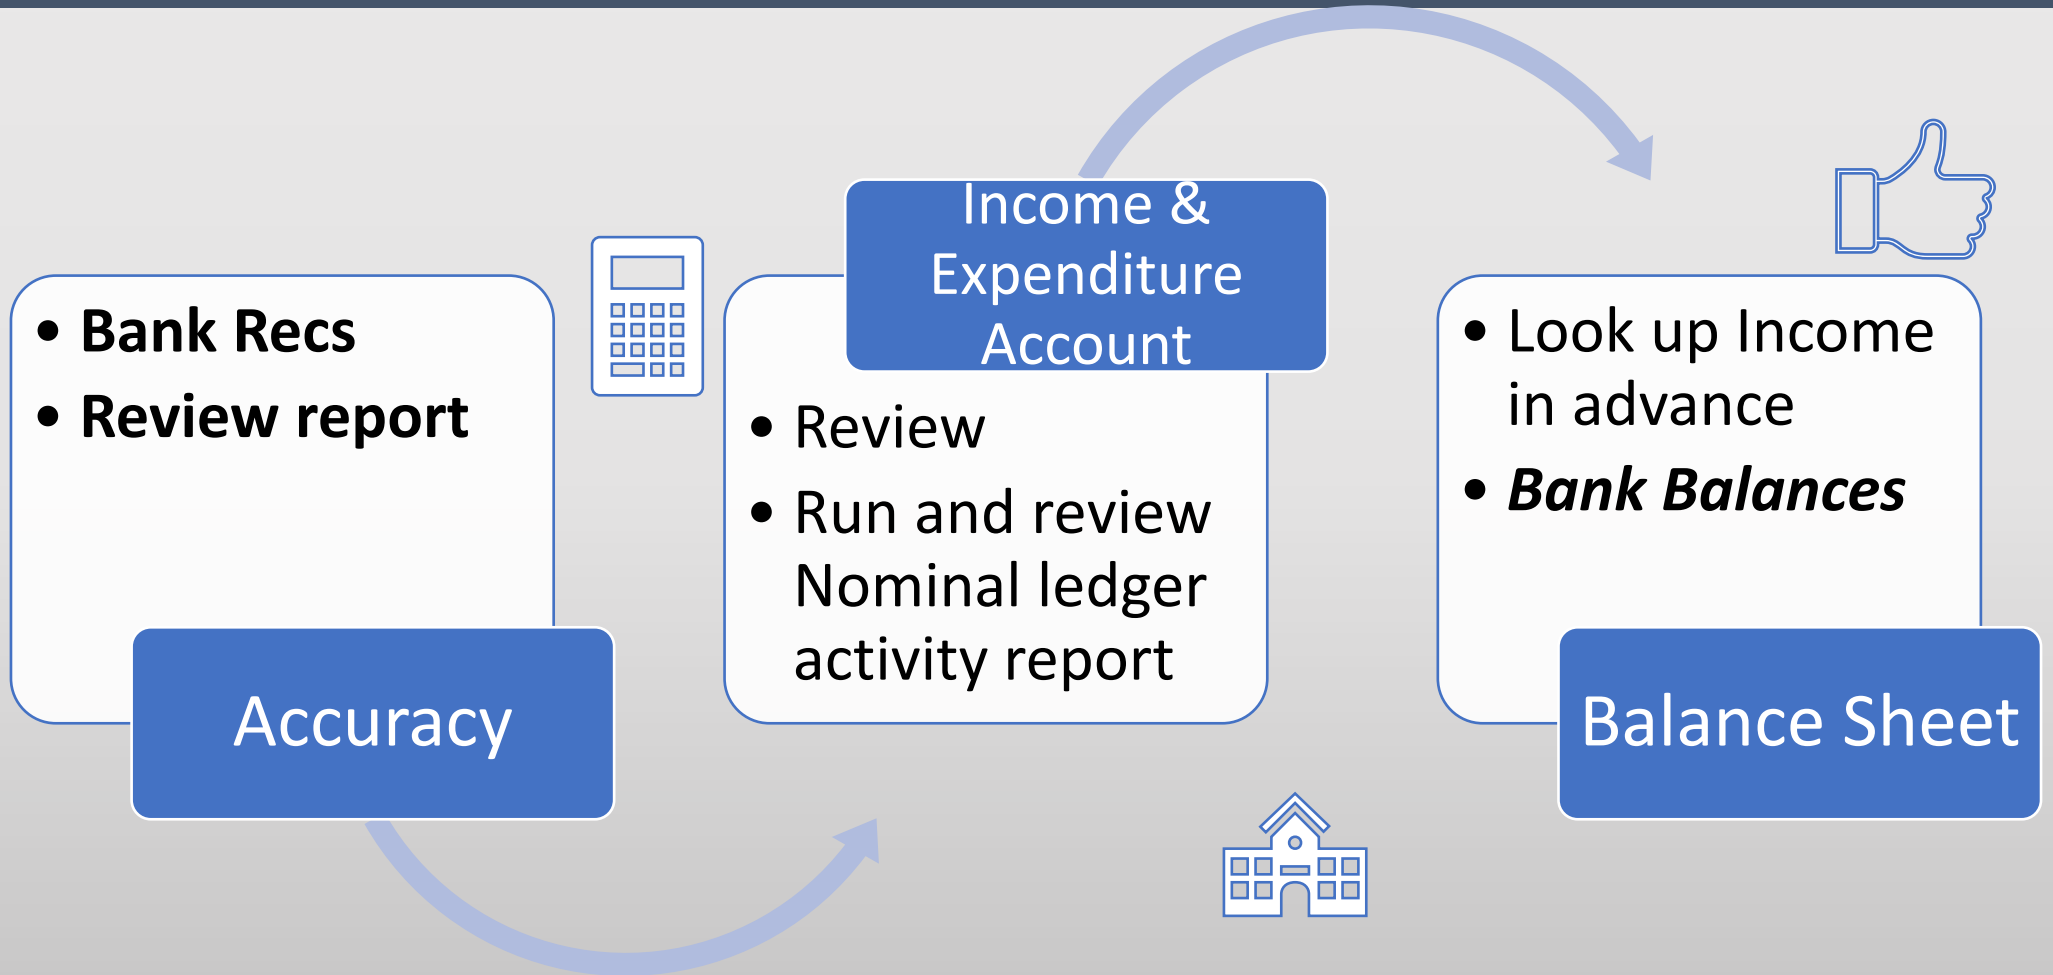 • Bank Recs
• Review report
Accuracy
Income &
Expenditure
Account
• Review
• Run and review
Nominal ledger
activity report
• Look up Income
in advance
• Bank Balances
Balance Sheet